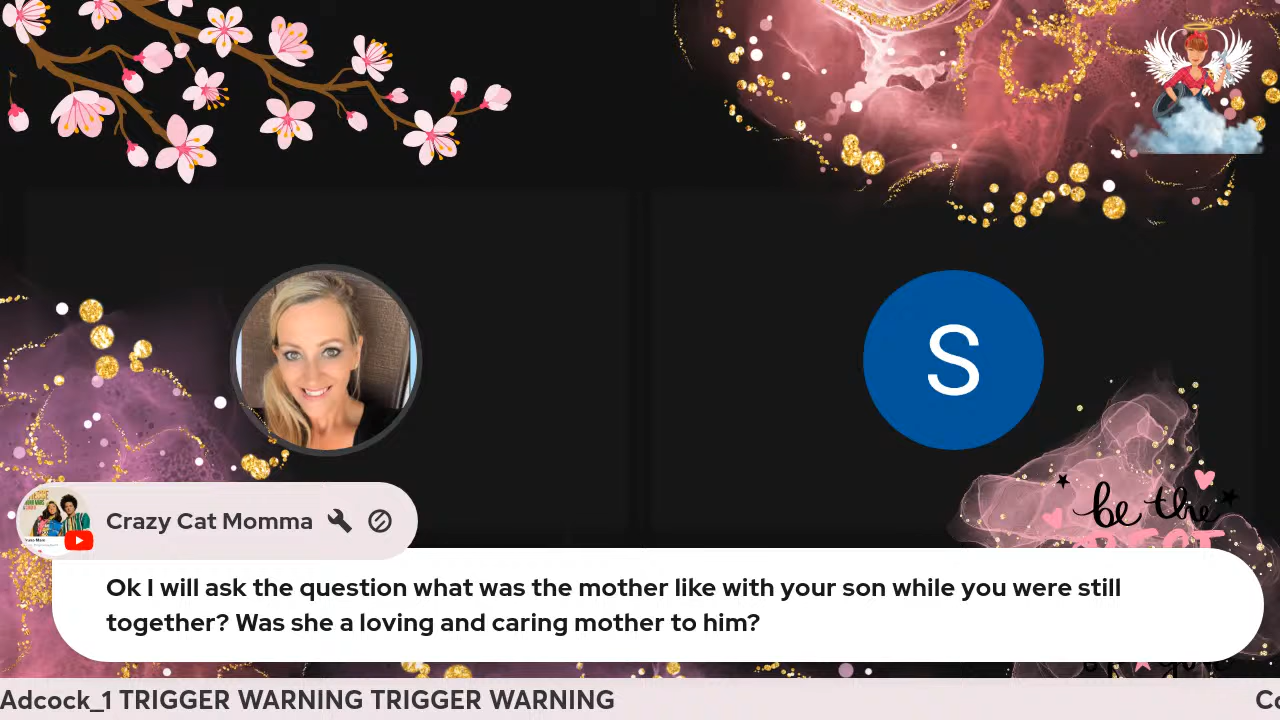 S
be the
Crazy Cat Momma
Ok I will ask the question what was the mother like with your son while you were still
together? Was she a loving and caring mother to him?
Adcock_1 TRIGGER WARNING TRIGGER WARNING